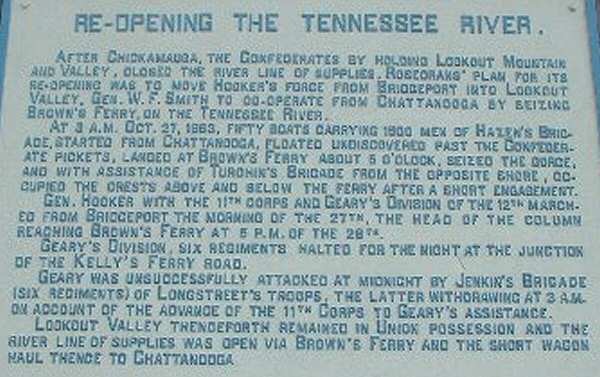 RE-OPENING THE TENNESSEE RIVER.
AFTER CHICKAMAUGA, THE CONFEDERATES BY HOLDING LOOKOUT MOUNTAIN
AND VALLEY, CLOSED THE RIVER LINE OF SUPPLIES. ROSECRANS' PLAN FOR ITS
RE-OPENING WAS TO MOVE HOOKER'S FORCE FROM BRIDGEPORT INTO LOOKOUT
VALLEY, GEN. W. F. SMITH TO CO-OPERATE FROM CHATTANOOGA BY SEIZING
BROWN'S FERRY, ON THE TENNESSEE RIVER.
AT 3 A.M. OCT. 27, 1863, FIFTY BOATS CARRYING 1600 MEN OF HAZEN'S BRIG-
ADE, STARTED FROM CHATTANOOGA, FLOATED UNDISCOVERED PAST THE CONFEDER-
ATE PICKETS, LANDED AT BROWN'S FERRY ABOUT 5 O'CLOCK, SEIZED THE GORGE,
AND WITH ASSISTANCE OF TURCHIN'S BRIGADE FROM THE OPPOSITE SHORE, OC-
CUPIED THE CRESTS ABOVE AND BELOW THE FERRY AFTER A SHORT ENGAGEMENT.
GEN. HOOKER WITH THE 11TH CORPS AND GEARY'S DIVISION OF THE 12TH MARCH-
ED FROM BRIDGEPORT THE MORNING OF THE 27TH, THE HEAD OF THE COLUMN
REACHING BROWN'S FERRY AT 5 P.M. OF THE 28TH.
GEARY'S DIVISION, SIX REGIMENTS HALTED FOR THE NIGHT AT THE JUNCTION
OF THE KELLY'S FERRY ROAD.
GEARY WAS UNSUCCESSFULLY ATTACKED AT MIDNIGHT BY JENKIN'S BRIGADE
(SIX REGIMENTS) OF LONGSTREET'S TROOPS, THE LATTER WITHDRAWING AT 3 A.M.
ON ACCOUNT OF THE ADVANCE OF THE 11TH CORPS TO GEARY'S ASSISTANCE.
LOOKOUT VALLEY THENCEFORTH REMAINED IN UNION POSSESSION AND THE
RIVER LINE OF SUPPLIES WAS OPEN VIA BROWN'S FERRY AND THE SHORT WAGON
HAUL THENCE TO CHATTANOOGA